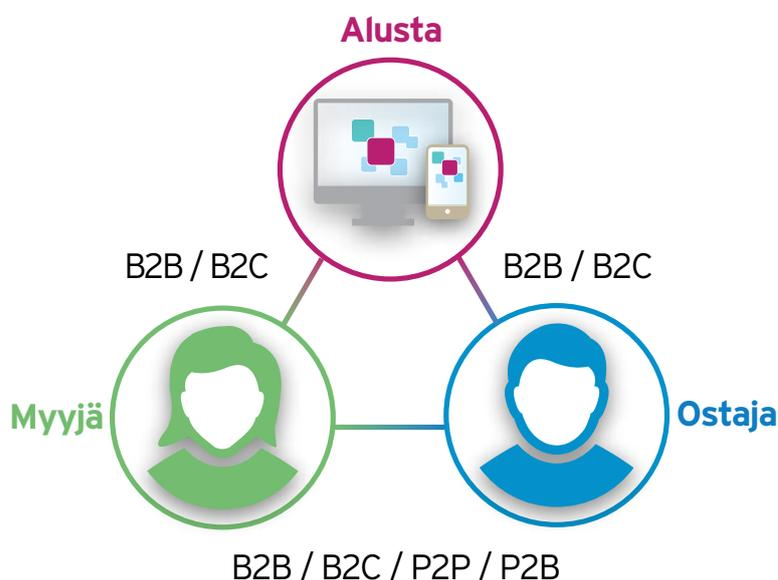 Alusta
B2B / B2C
B2B / B2C
Myyjä
Ostaja
B2B / B2C / P2P / P2B